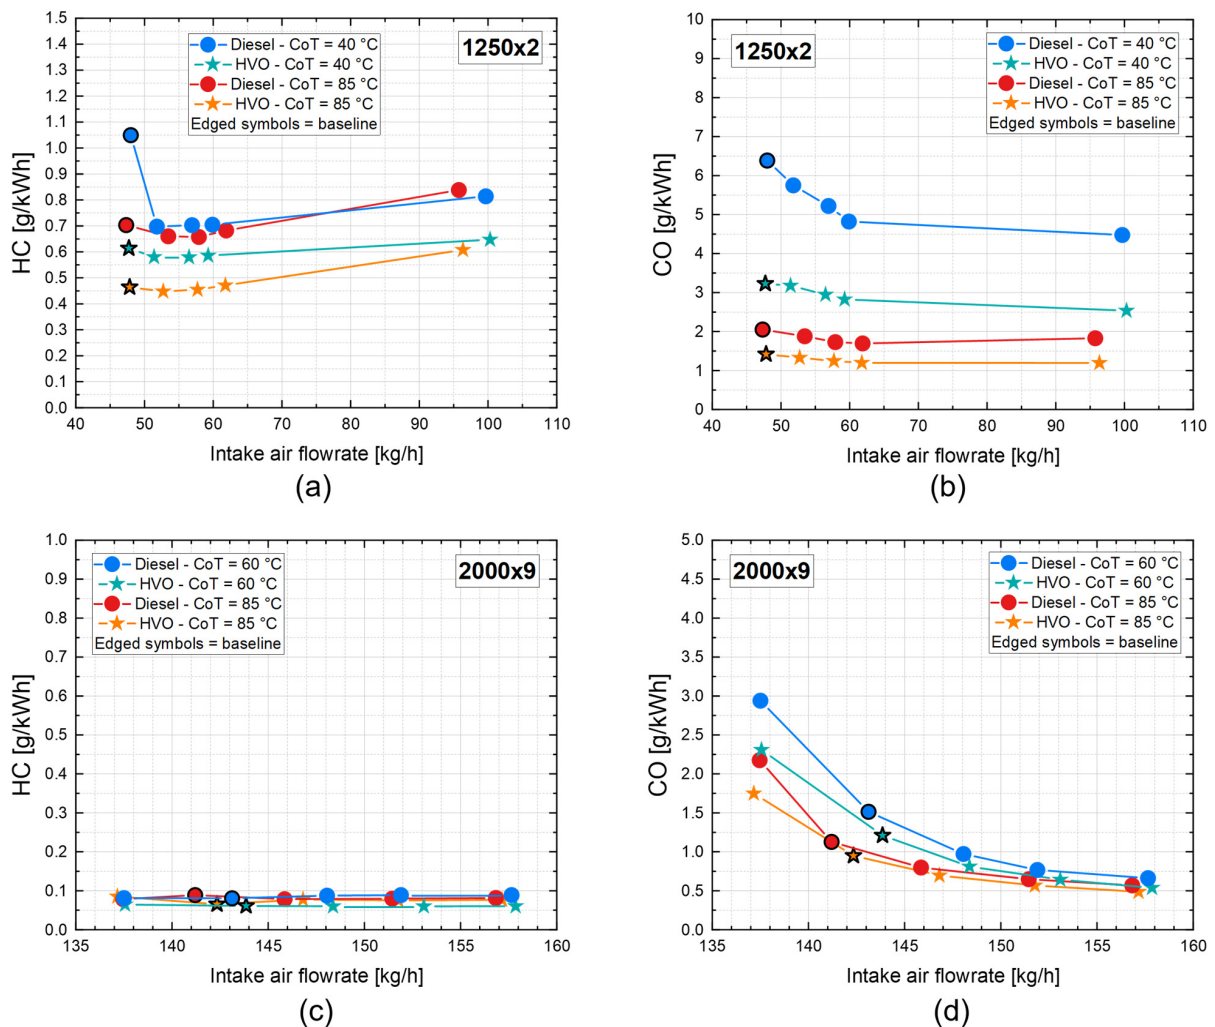 1.5
1.4
1.3
1.2
1.1
1.0
0.9
0.8
0.7
0.6
0.5
0.4
0.3
0.2
0.1
0.0
HC [g/kWh]
Diesel - CoT = 40 °C
HVO - CoT = 40 °C
Diesel - CoT = 85 °C
HVO - CoT = 85 °C
Edged symbols = baseline
1250x2
40 50 60 70 80 90 100 110
Intake air flowrate [kg/h]
(a)
10
9
8
7
6
5
4
3
2
1
0
CO [g/kWh]
1250x2
Diesel - CoT = 40 °C
HVO - CoT = 40 °C
Diesel - CoT = 85 °C
HVO - CoT = 85 °C
Edged symbols = baseline
40 50 60 70 80 90 100 110
Intake air flowrate [kg/h]
(b)
1.0
0.9
0.8
0.7
0.6
0.5
0.4
0.3
0.2
0.1
0.0
HC [g/kWh]
Diesel - CoT = 60 °C
HVO - CoT = 60 °C
Diesel - CoT = 85 °C
HVO - CoT = 85 °C
Edged symbols = baseline
2000x9
135 140 145 150 155 160
Intake air flowrate [kg/h]
(c)
5.0
4.5
4.0
3.5
3.0
2.5
2.0
1.5
1.0
0.5
0.0
CO [g/kWh]
2000x9
Diesel - CoT = 60 °C
HVO - CoT = 60 °C
Diesel - CoT = 85 °C
HVO - CoT = 85 °C
Edged symbols = baseline
135 140 145 150 155 160
Intake air flowrate [kg/h]
(d)